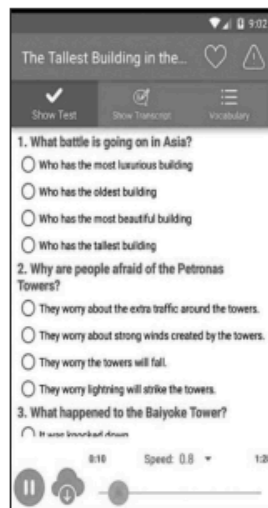 9:02
The Tallest Building in the...
Show Test
Show Transcript
Vocabulary
1. What battle is going on in Asia?
Who has the most luxurious building
Who has the oldest building
Who has the most beautiful building
Who has the tallest building
2. Why are people afraid of the Petronas
Towers?
They worry about the extra traffic around the towers.
They worry about strong winds created by the towers.
They worry the towers will fall.
They worry lightning will strike the towers.
3. What happened to the Baiyoke Tower?
It was knocked down
0:10
Speed: 0.8